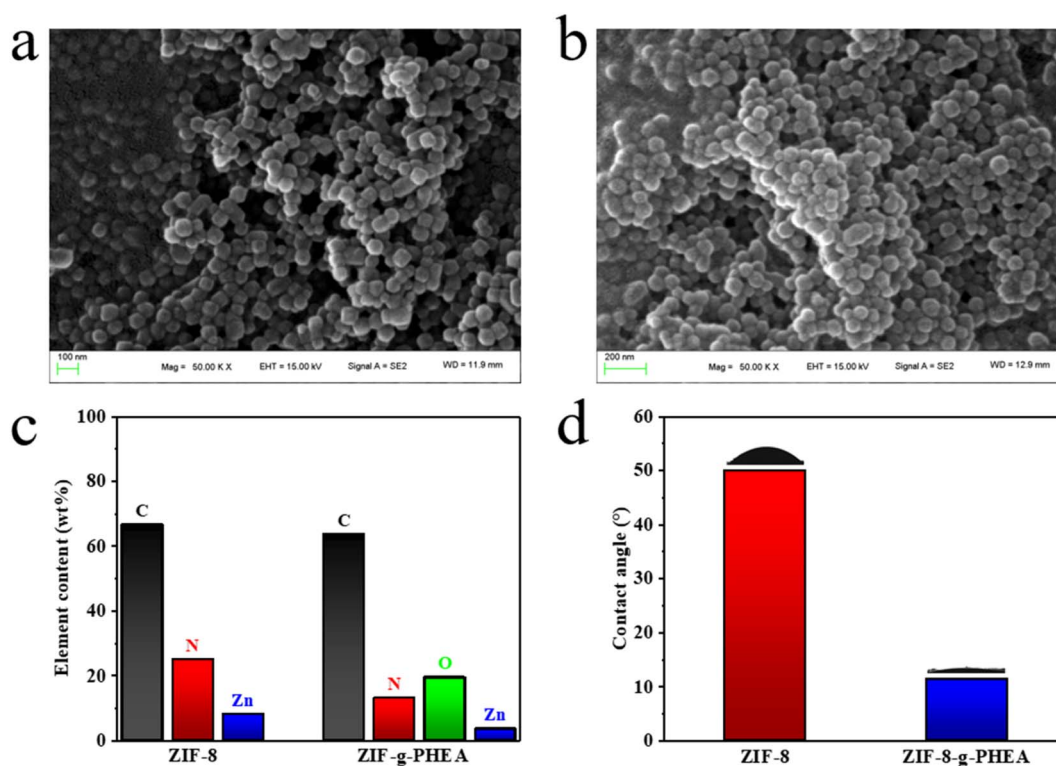 a
100 nm
Mag = 50.00 K X EHT = 15.00 kV Signal A = SE2 WD = 11.9 mm
b
200 nm
Mag = 50.00 K X EHT = 15.00 kV Signal A = SE2 WD = 12.9 mm
c
Element content (wt%)
100
80
60
40
20
0
C
N
Zn
C
N
O
Zn
ZIF-8
ZIF-g-PHEA
d
Contact angle (°)
60
50
40
30
20
10
0
ZIF-8
ZIF-8-g-PHEA